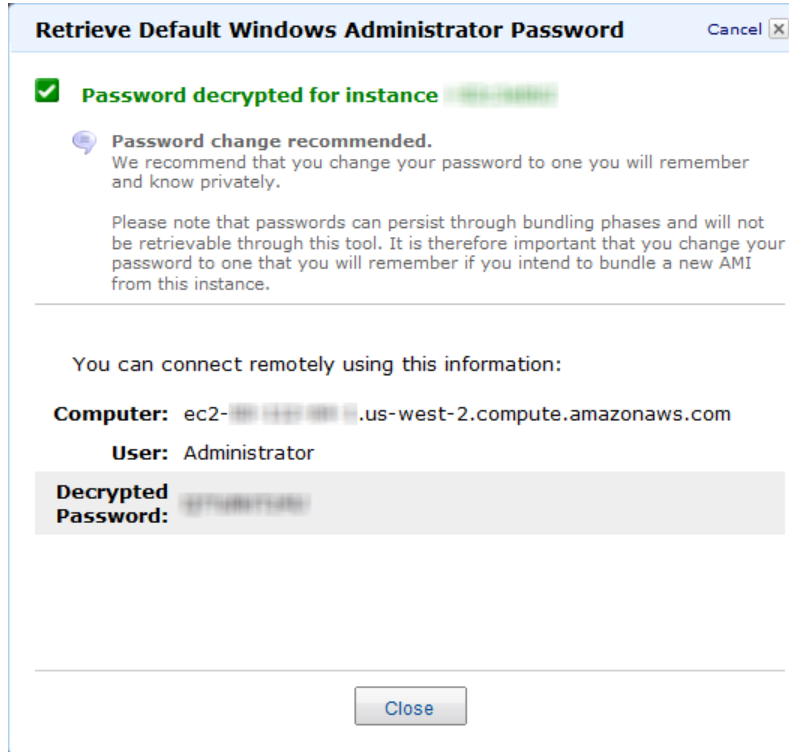 Retrieve Default Windows Administrator Password Cancel
Password decrypted for instance
Password change recommended.
We recommend that you change your password to one you will remember
and know privately.
Please note that passwords can persist through bundling phases and will not
be retrievable through this tool. It is therefore important that you change your
password to one that you will remember if you intend to bundle a new AMI
from this instance.
You can connect remotely using this information:
Computer: ec2- .us-west-2.compute.amazonaws.com
User: Administrator
Decrypted
Password:
Close